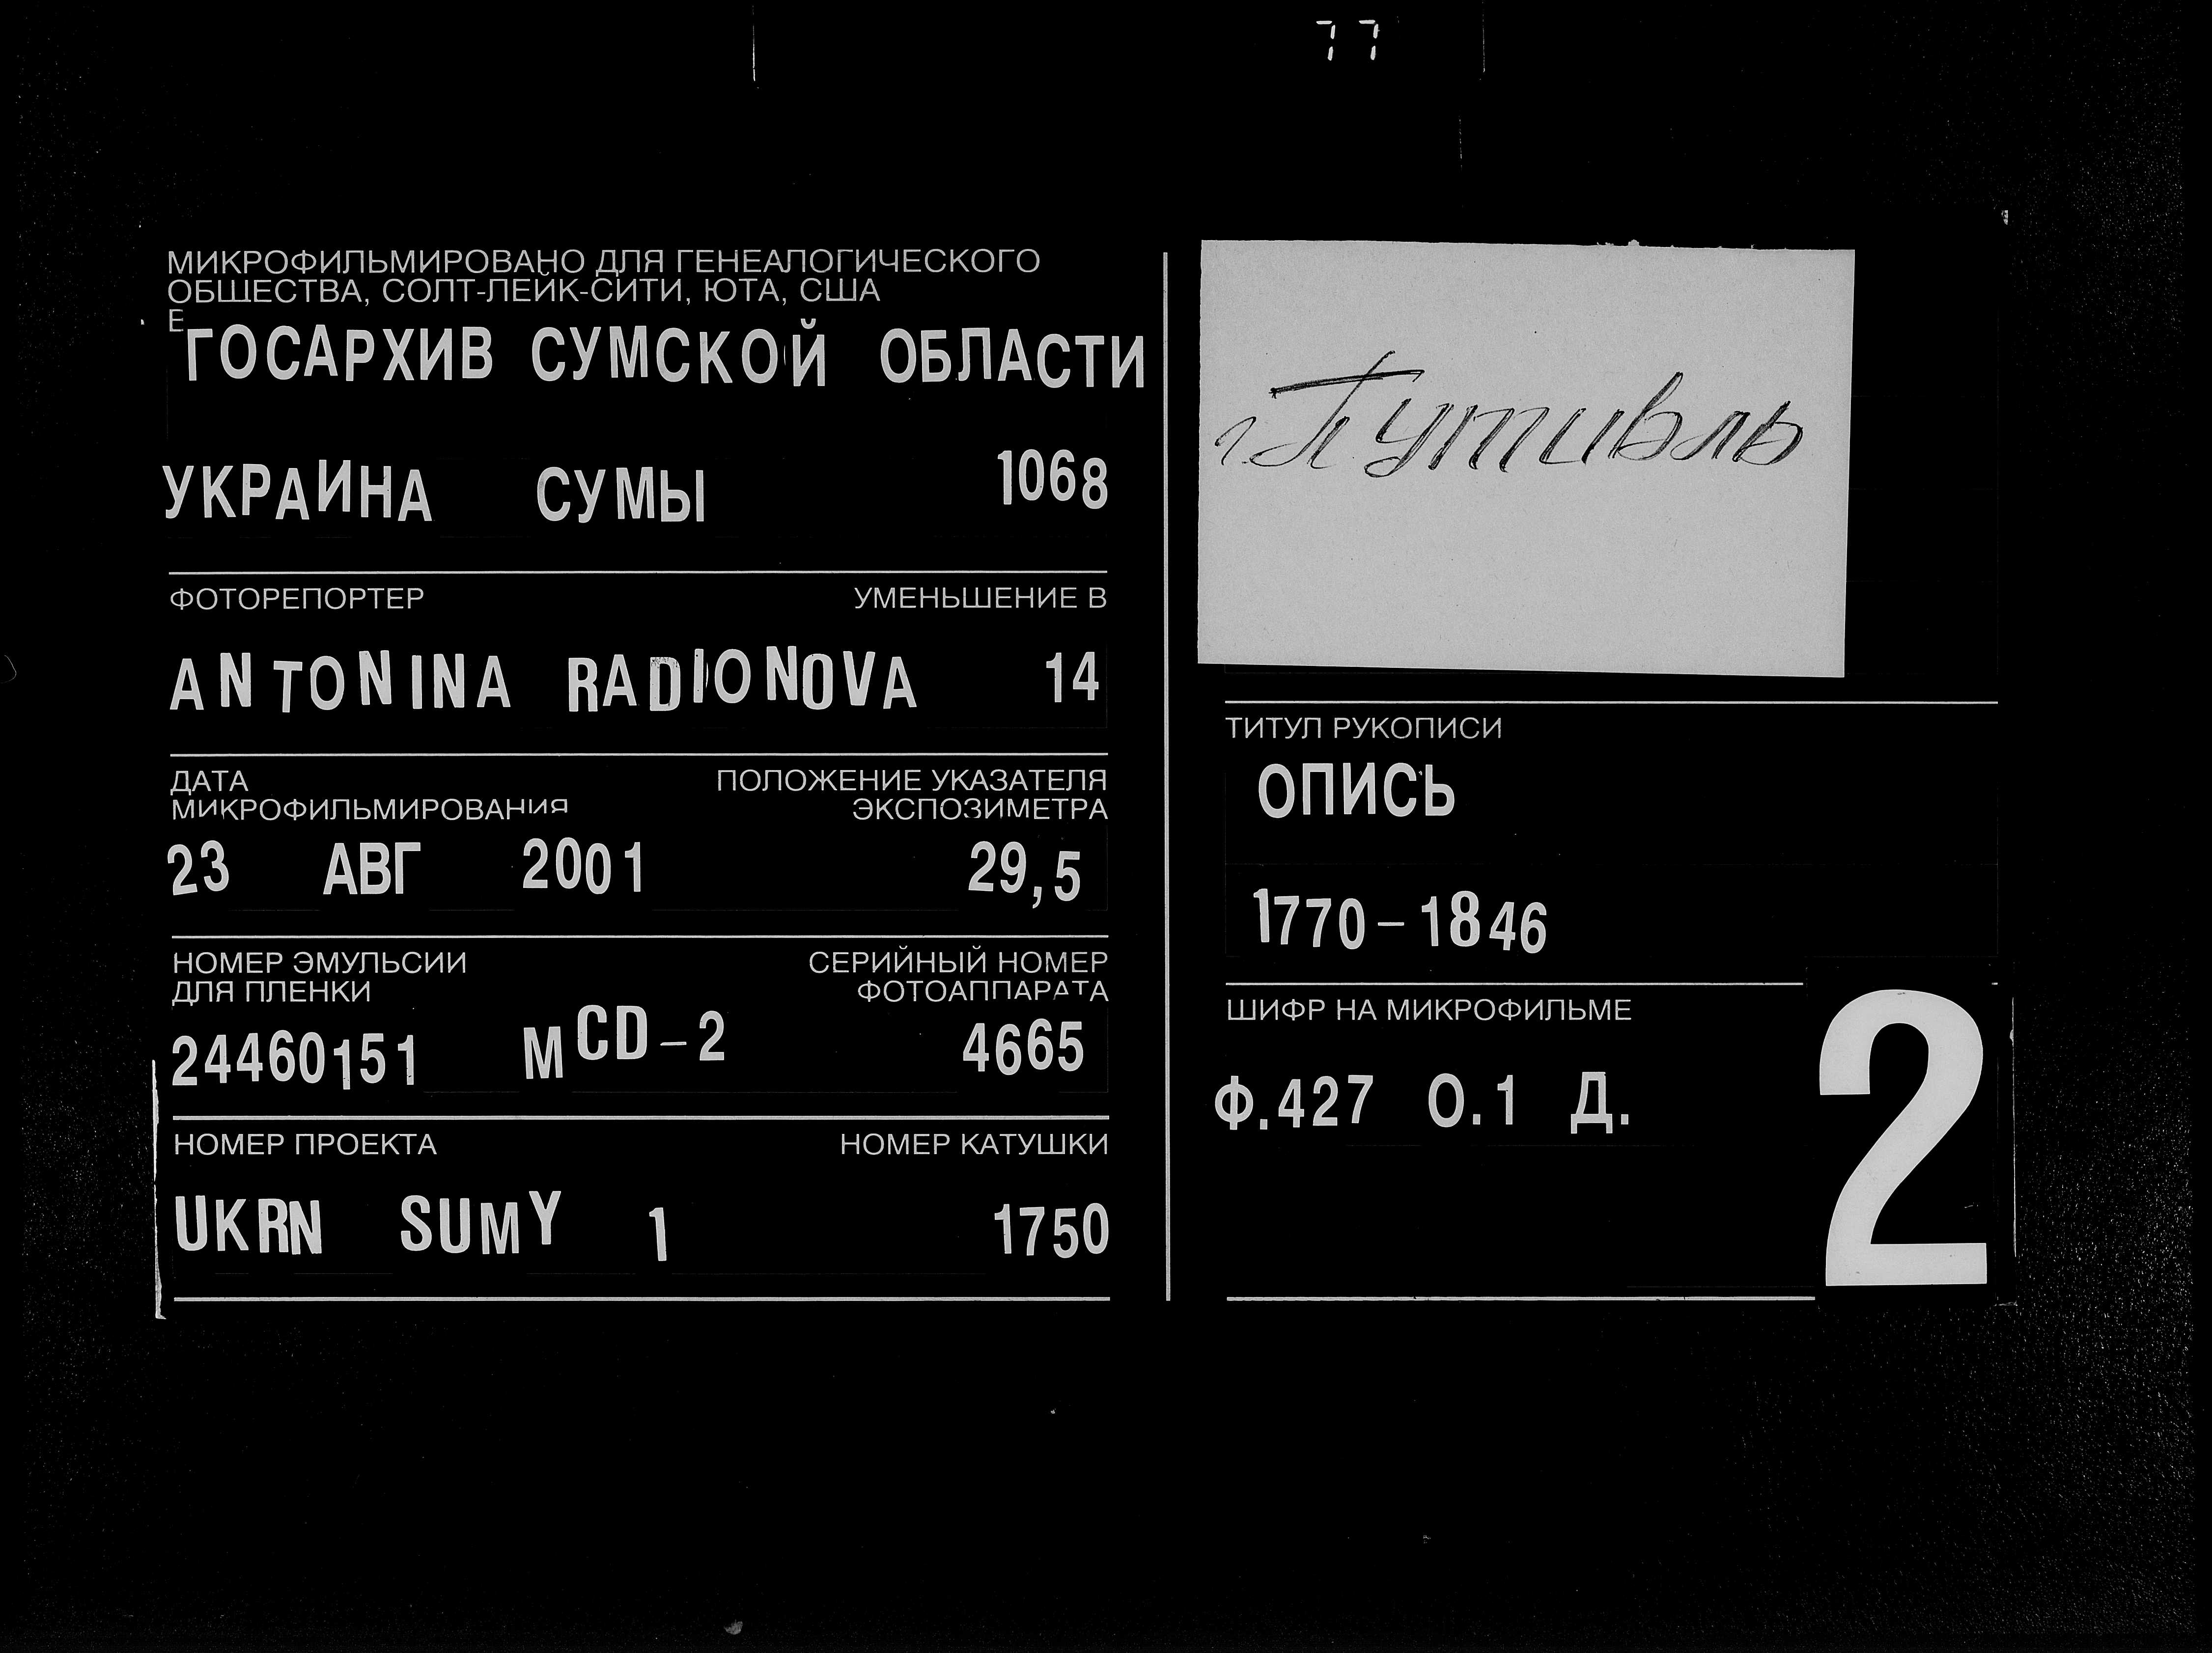 77
МИКРОФИЛЬМИРОВАНО ДЛЯ ГЕНЕАЛОГИЧЕСКОГО
ОБЩЕСТВА, СОЛТ-ЛЕЙК-СИТИ, ЮТА, США
Е
ГОСАРХИВ СУМСКОЙ ОБЛАСТИ
УКРАИНА СУМЫ 1068
ФОТОРЕПОРТЕР УМЕНЬШЕНИЕ В
ANTONINA RADIONOVA 14
ДАТА ПОЛОЖЕНИЕ УКАЗАТЕЛЯ
МИКРОФИЛЬМИРОВАНИЯ ЭКСПОЗИМЕТРА
23 АВГ 2001 29,5
НОМЕР ЭМУЛЬСИИ СЕРИЙНЫЙ НОМЕР
ДЛЯ ПЛЕНКИ ФОТОАППАРАТА
24460151 MCD-2 4665
НОМЕР ПРОЕКТА НОМЕР КАТУШКИ
UKRN SUMY 1 1750
г. Путивль
ТИТУЛ РУКОПИСИ
ОПИСЬ
1770-1846
ШИФР НА МИКРОФИЛЬМЕ
Ф.427 О.1 Д.
2